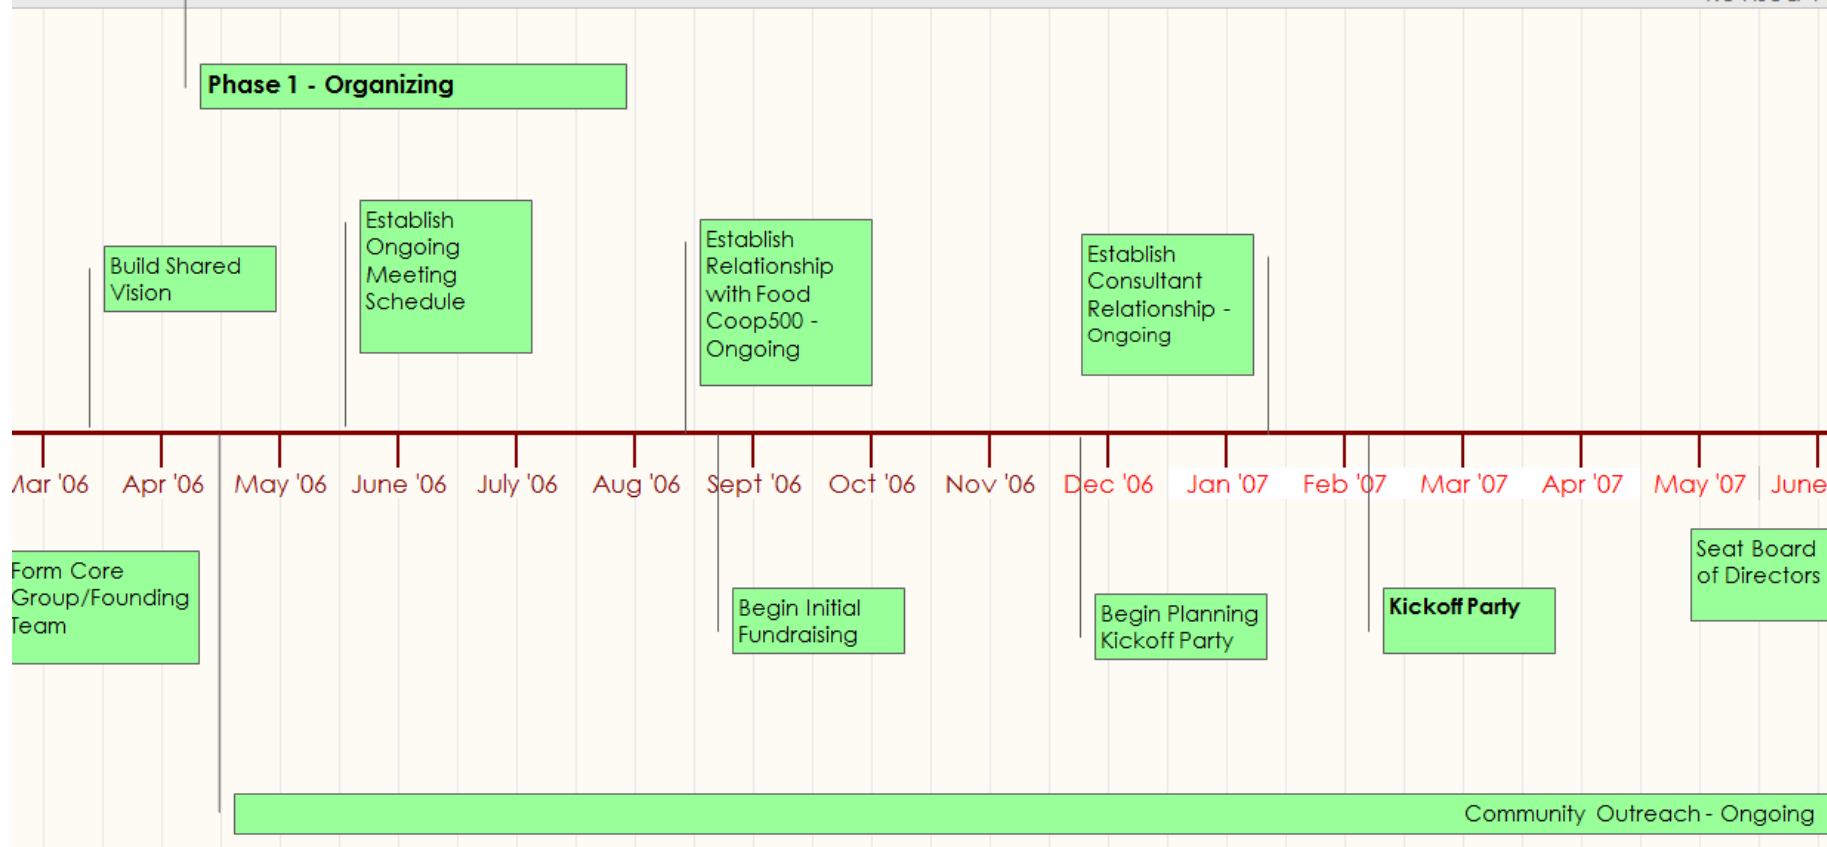 Phase 1 - Organizing
Establish
Ongoing
Meeting
Schedule
Build Shared
Vision
Establish
Relationship
with Food
Coop500 -
Ongoing
Establish
Consultant
Relationship -
Ongoing
Mar '06 Apr '06 May '06 June '06 July '06 Aug '06 Sept '06 Oct '06 Nov '06 Dec '06 Jan '07 Feb '07 Mar '07 Apr '07 May '07 June
Form Core
Group/Founding
Team
Begin Initial
Fundraising
Begin Planning
Kickoff Party
Kickoff Party
Seat Board
of Directors
Community Outreach - Ongoing